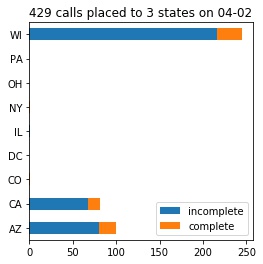 429 calls placed to 3 states on 04-02
WI
PA
OH
NY
IL
DC
CO
CA
AZ
incomplete
complete
0 50 100 150 200 250